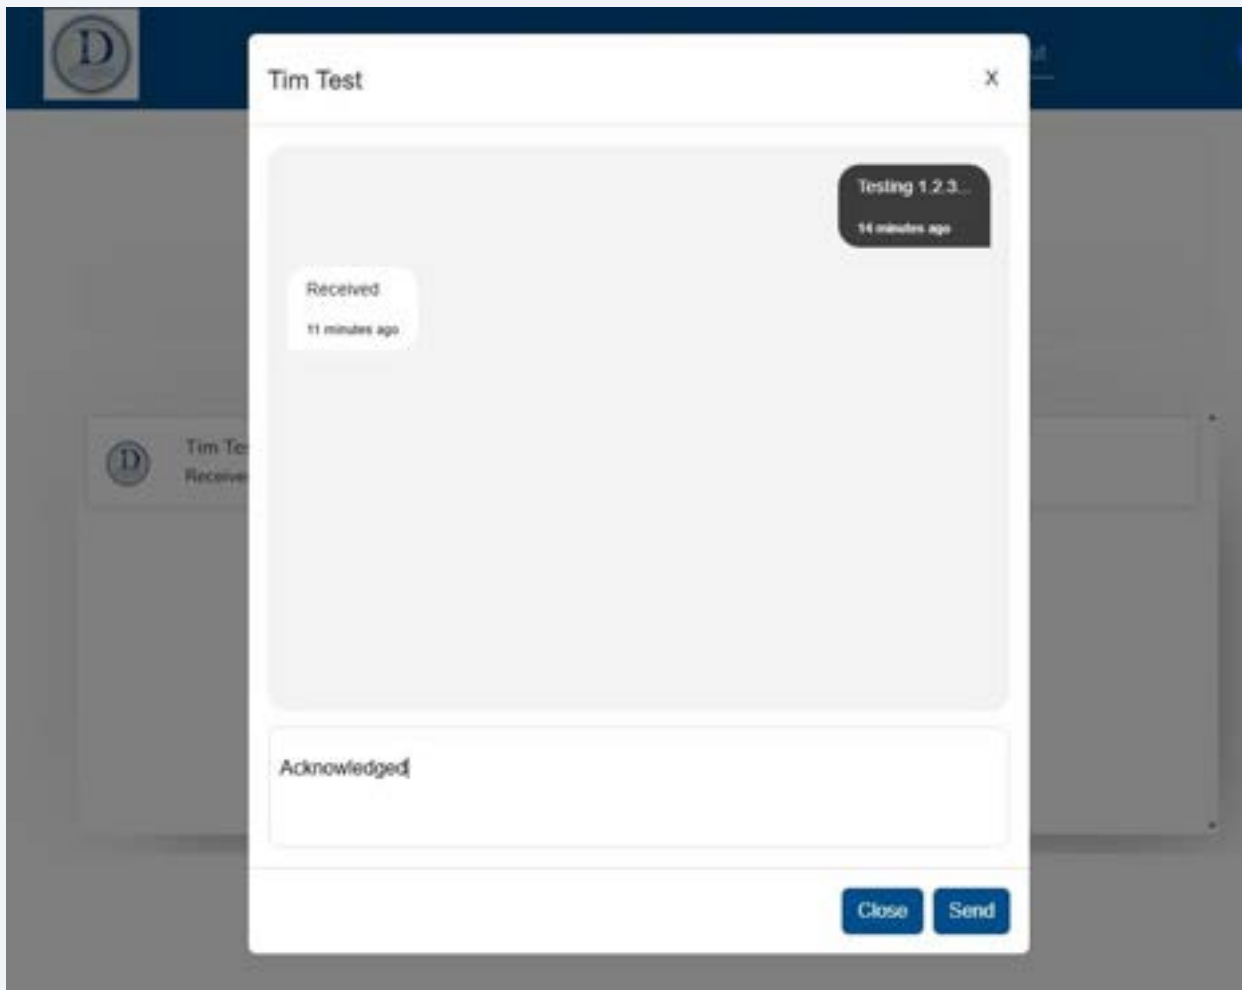 D
Tim Test
X
Testing 1.2.3...
14 minutes ago
Received
11 minutes ago
D
Tim Te
Receive
Acknowledged
Close
Send